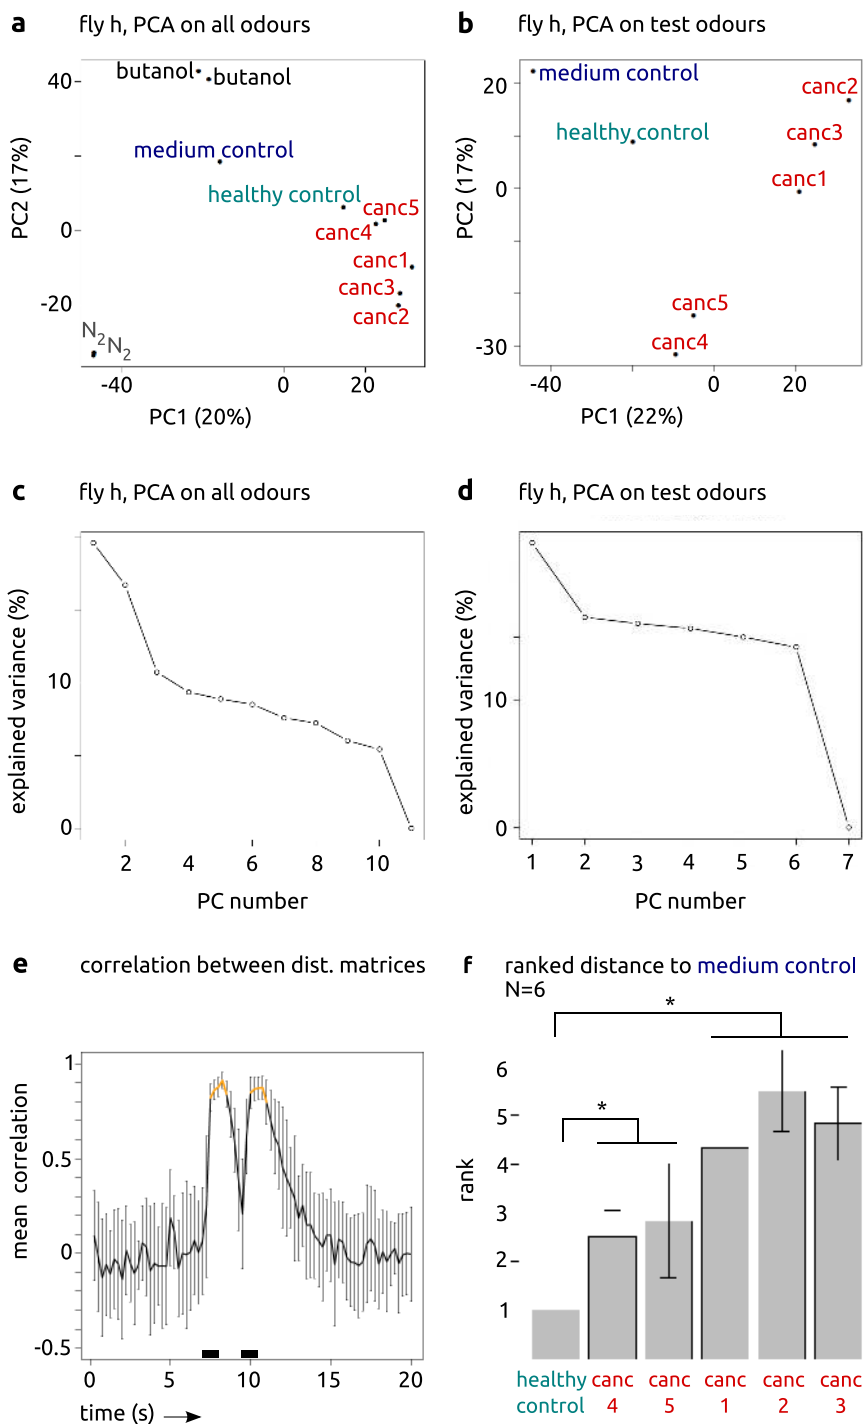 a fly h, PCA on all odours
40
butanol
butanol
medium control
healthy control
canc5
canc4
canc1
canc3
canc2
N2
N2
0
-20
PC2 (17%)
-40 0 20
PC1 (20%)
b fly h, PCA on test odours
20
medium control
canc2
healthy control
canc3
canc1
0
canc5
canc4
-30
PC2 (17%)
-40 0 20
PC1 (22%)
c fly h, PCA on all odours
explained variance (%)
10
0
2 4 6 8 10
PC number
d fly h, PCA on test odours
explained variance (%)
10
0
1 2 3 4 5 6 7
PC number
e correlation between dist. matrices
mean correlation
1
0.5
0
-0.5
0 5 10 15 20
time (s)
f ranked distance to medium control
N=6
*
*
rank
6
5
4
3
2
1
healthy canc canc canc canc canc
control 4 5 1 2 3